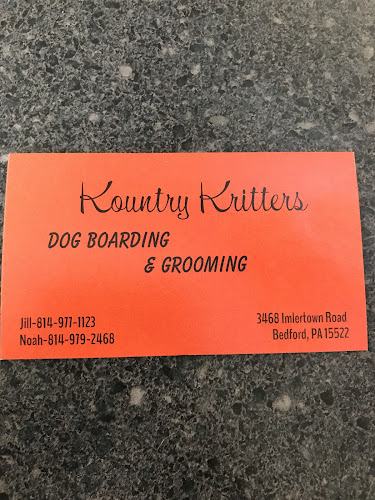 Kountry Kritters
DOG BOARDING
& GROOMING
Jill-814-977-1123
Noah-814-979-2468
3468 Imlertown Road
Bedford, PA 15522